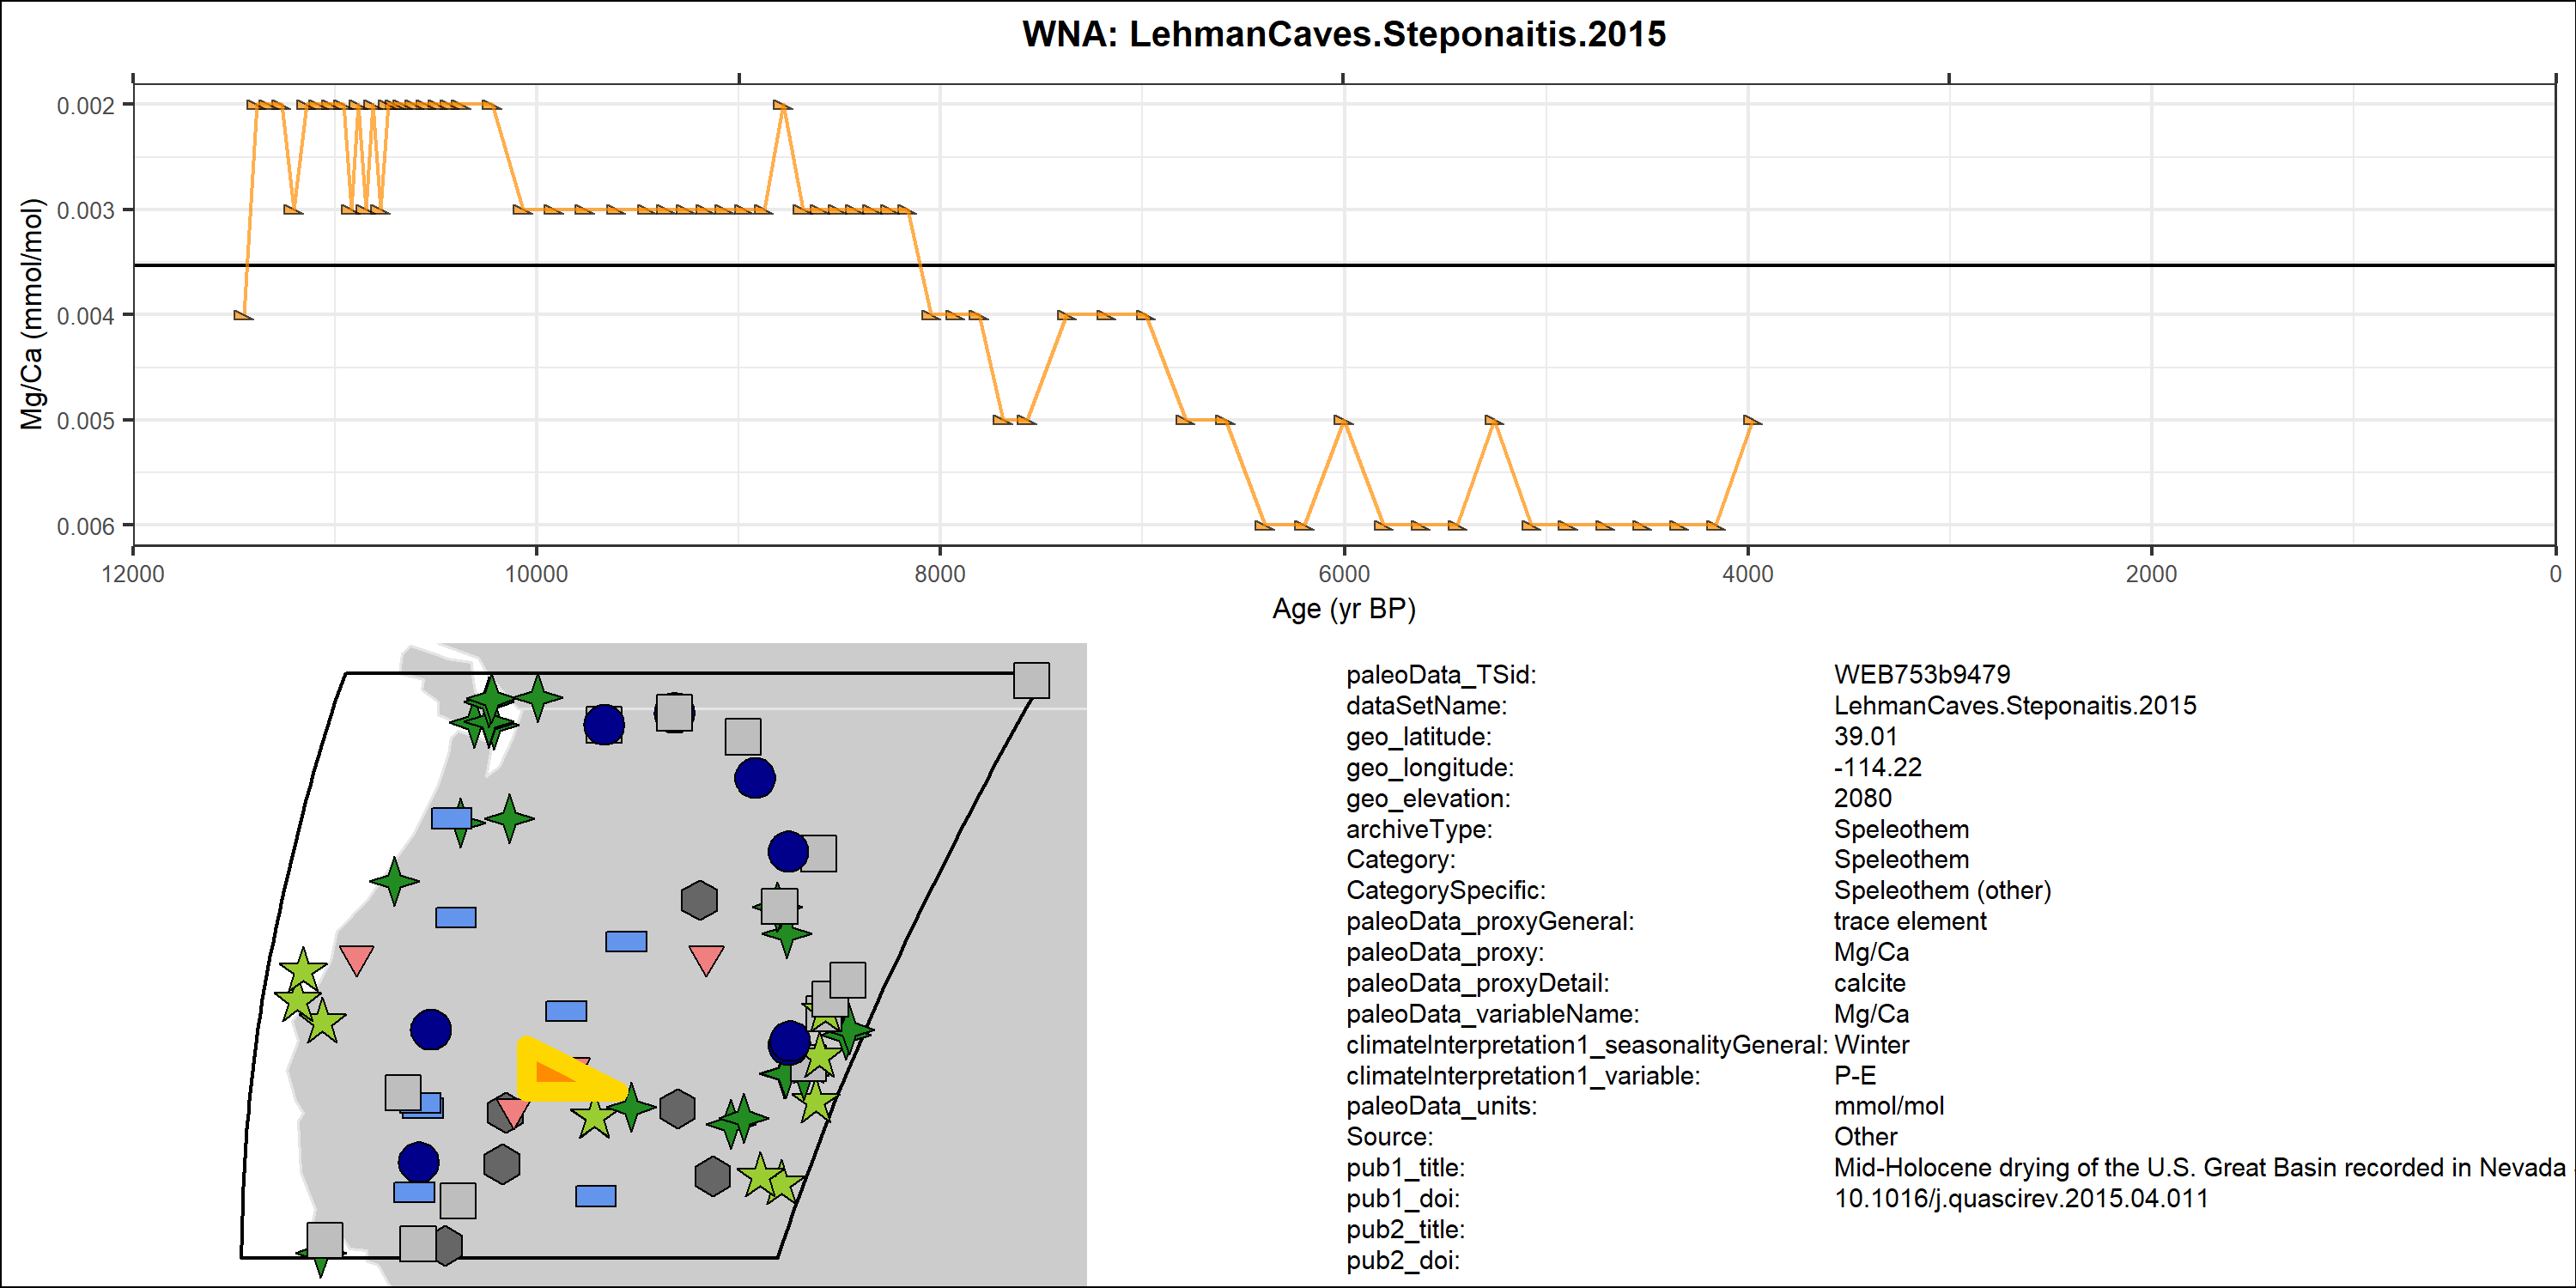 WNA: LehmanCaves.Steponaitis.2015
Mg/Ca (mmol/mol)
0.002
0.003
0.004
0.005
0.006
12000 10000 8000 6000 4000 2000 0
Age (yr BP)
paleoData_TSid: WEB753b9479
dataSetName: LehmanCaves.Steponaitis.2015
geo_latitude: 39.01
geo_longitude: -114.22
geo_elevation: 2080
archiveType: Speleothem
Category: Speleothem
CategorySpecific: Speleothem (other)
paleoData_proxyGeneral: trace element
paleoData_proxy: Mg/Ca
paleoData_proxyDetail: calcite
paleoData_variableName: Mg/Ca
climateInterpretation1_seasonalityGeneral: Winter
climateInterpretation1_variable: P-E
paleoData_units: mmol/mol
Source: Other
pub1_title: Mid-Holocene drying of the U.S. Great Basin recorded in Nevada
pub1_doi: 10.1016/j.quascirev.2015.04.011
pub2_title:
pub2_doi: